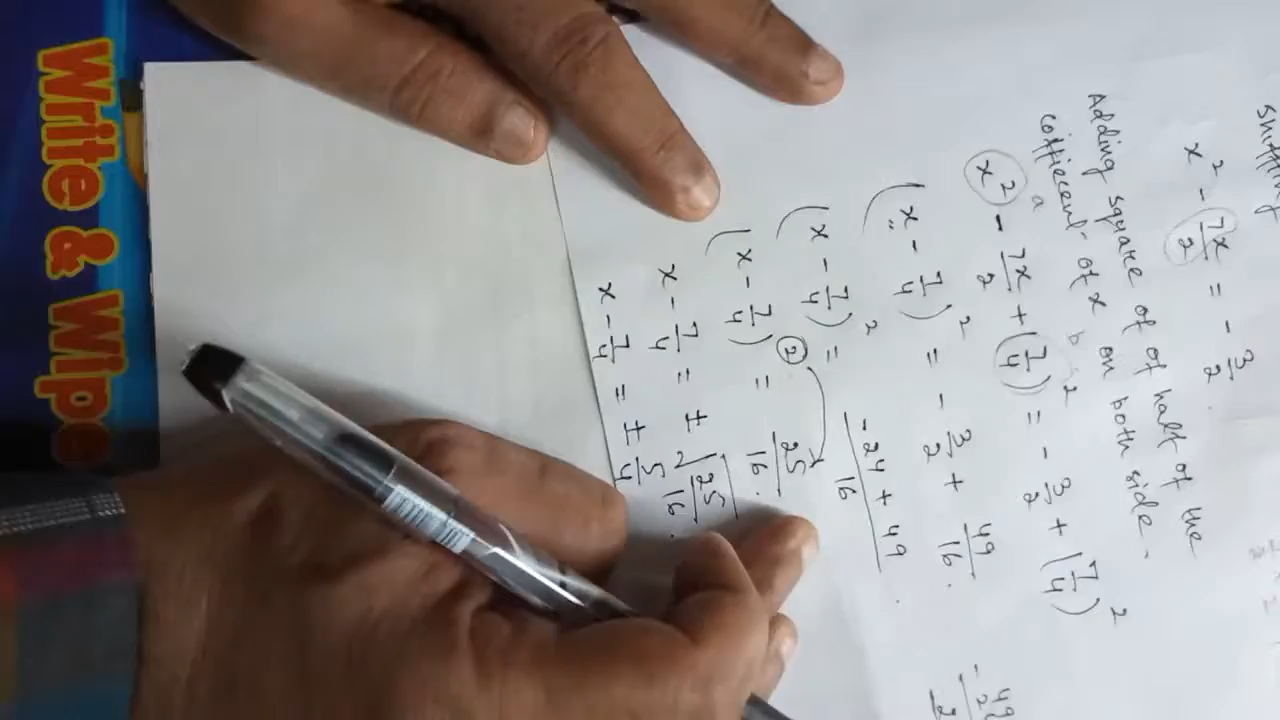 Shifting
x² - 7x/2 = - 3/2
Adding square of of half of the
cofficent of x on both side.
x² - 7x/2 + (7/4)² = - 3/2 + (7/4)²
(x - 7/4)² = - 3/2 + 49/16.
(x - 7/4)² = -24 + 49/16
(x - 7/4)² = 25/16.
x - 7/4 = ± √25/16.
x - 7/4 = ± 5/4
Write & Wipe